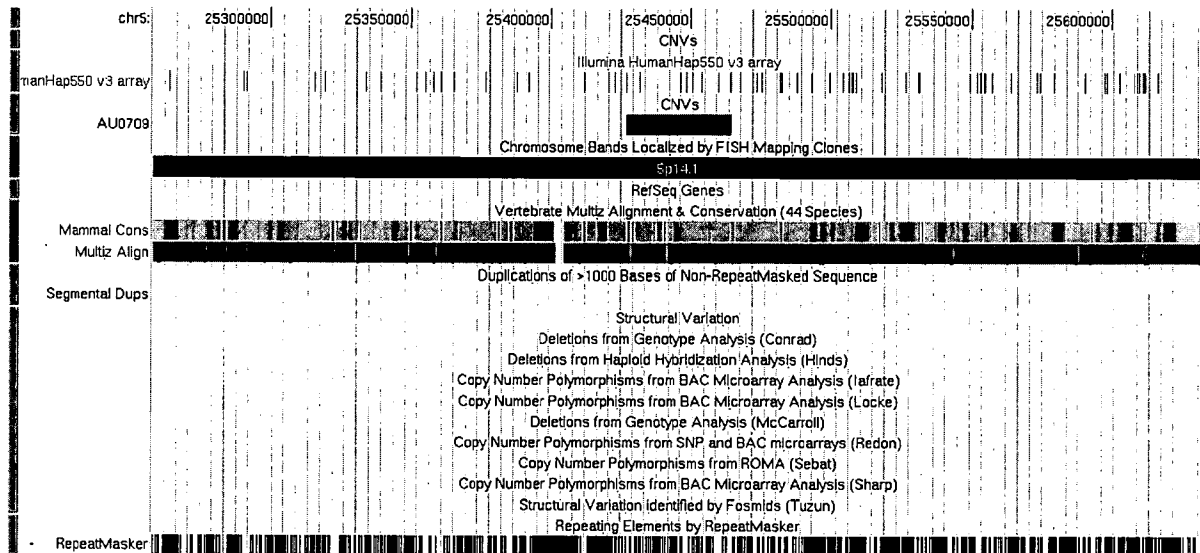 chr5: 25300000 25350000 25400000 25450000 25500000 25550000 25600000
CNVs
Illumina HumanHap550 v3 array
manHap550 v3 array
CNVs
AU0709
Chromosome Bands Localized by FISH Mapping Clones
5p14.1
RefSeq Genes
Vertebrate Multiz Alignment & Conservation (44 Species)
Mammal Cons
Multiz Align
Duplications of >1000 Bases of Non-RepeatMasked Sequence
Segmental Dups
Structural Variation
Deletions from Genotype Analysis (Conrad)
Deletions from Haploid Hybridization Analysis (Hinds)
Copy Number Polymorphisms from BAC Microarray Analysis (Iafrate)
Copy Number Polymorphisms from BAC Microarray Analysis (Locke)
Deletions from Genotype Analysis (McCarroll)
Copy Number Polymorphisms from SNP and BAC microarrays (Redon)
Copy Number Polymorphisms from ROMA (Sebat)
Copy Number Polymorphisms from BAC Microarray Analysis (Sharp)
Structural Variation identified by Fosmids (Tuzun)
Repeating Elements by RepeatMasker
RepeatMasker